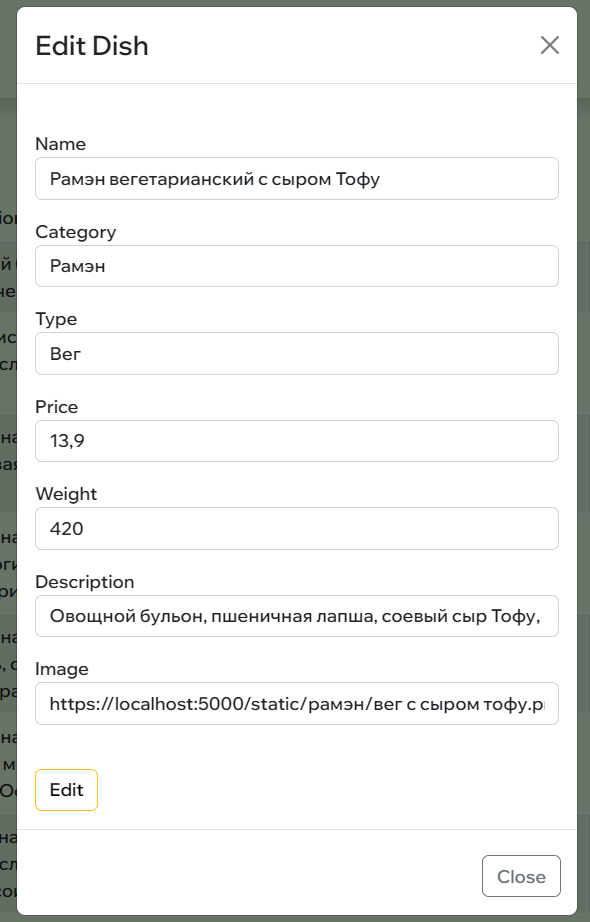 Edit Dish
Name
Рамэн вегетарианский с сыром Тофу
Category
Рамэн
Type
Вег
Price
13,9
Weight
420
Description
Овощной бульон, пшеничная лапша, соевый сыр Тофу,
Image
https://localhost:5000/static/рамэн/вег с сыром тофу.p
Edit
Close